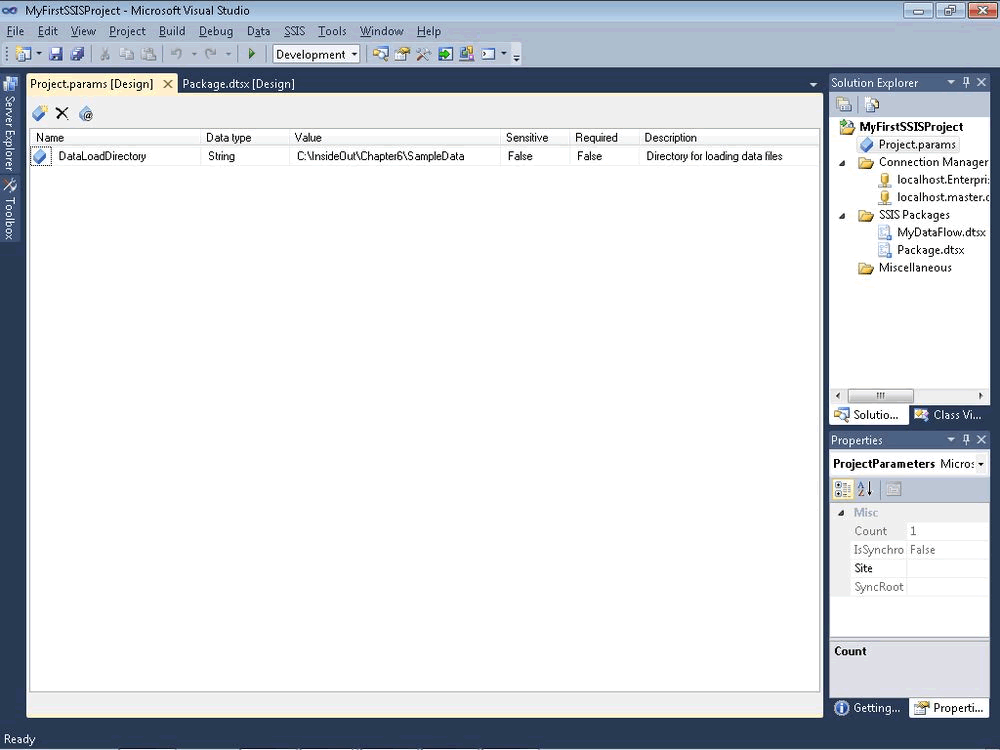 MyFirstSSISProject - Microsoft Visual Studio
File Edit View Project Build Debug Data SSIS Tools Window Help
Development
Server Explorer
Toolbox
Project.params [Design] Package.dtsx [Design]
Name Data type Value Sensitive Required Description
DataLoadDirectory String C:\InsideOut\Chapter6\SampleData False False Directory for loading data files
Solution Explorer
MyFirstSSISProject
Project.params
Connection Manager
localhost.Enterpri
localhost.master.
SSIS Packages
MyDataFlow.dtsx
Package.dtsx
Miscellaneous
Solutio... Class Vi...
Properties
ProjectParameters Micros
Misc
Count 1
IsSynchro False
Site
SyncRoot
Count
Getting... Properti...
Ready